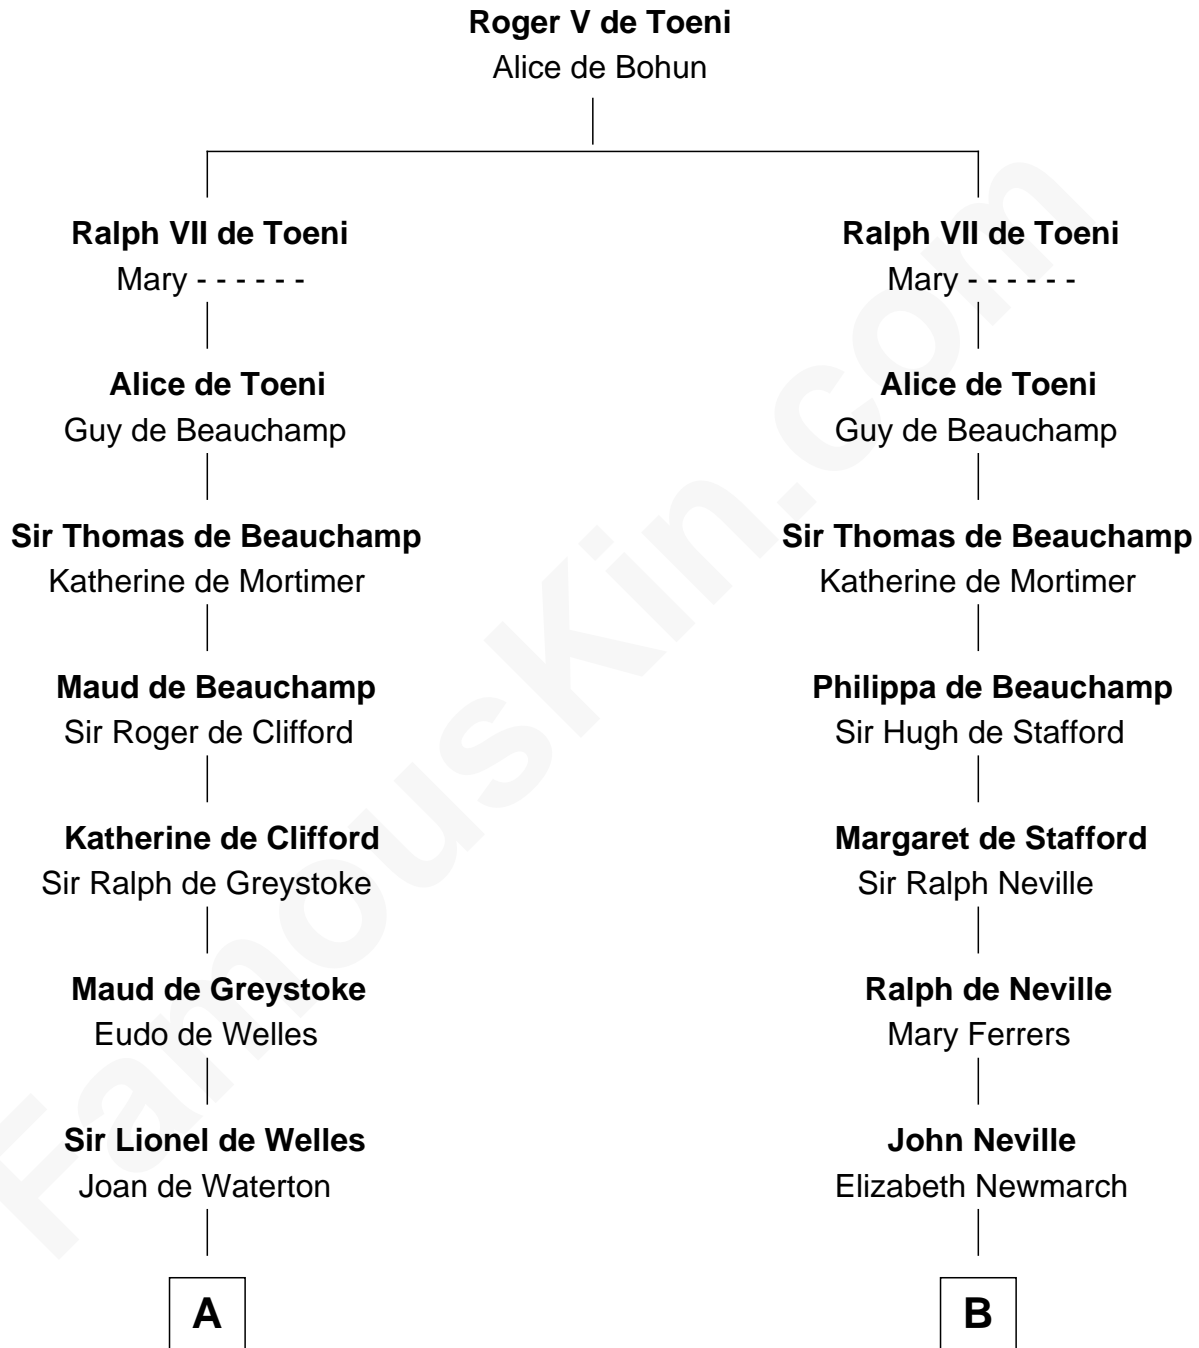 Roger V de Toeni
Alice de Bohun
Ralph VII de Toeni
Mary - - - - - -
Ralph VII de Toeni
Mary - - - - - -
Alice de Toeni
Guy de Beauchamp
Alice de Toeni
Guy de Beauchamp
Sir Thomas de Beauchamp
Katherine de Mortimer
Sir Thomas de Beauchamp
Katherine de Mortimer
Maud de Beauchamp
Sir Roger de Clifford
Philippa de Beauchamp
Sir Hugh de Stafford
Katherine de Clifford
Sir Ralph de Greystoke
Margaret de Stafford
Sir Ralph Neville
Maud de Greystoke
Eudo de Welles
Ralph de Neville
Mary Ferrers
Sir Lionel de Welles
Joan de Waterton
John Neville
Elizabeth Newmarch
A
B
FamousKin.com